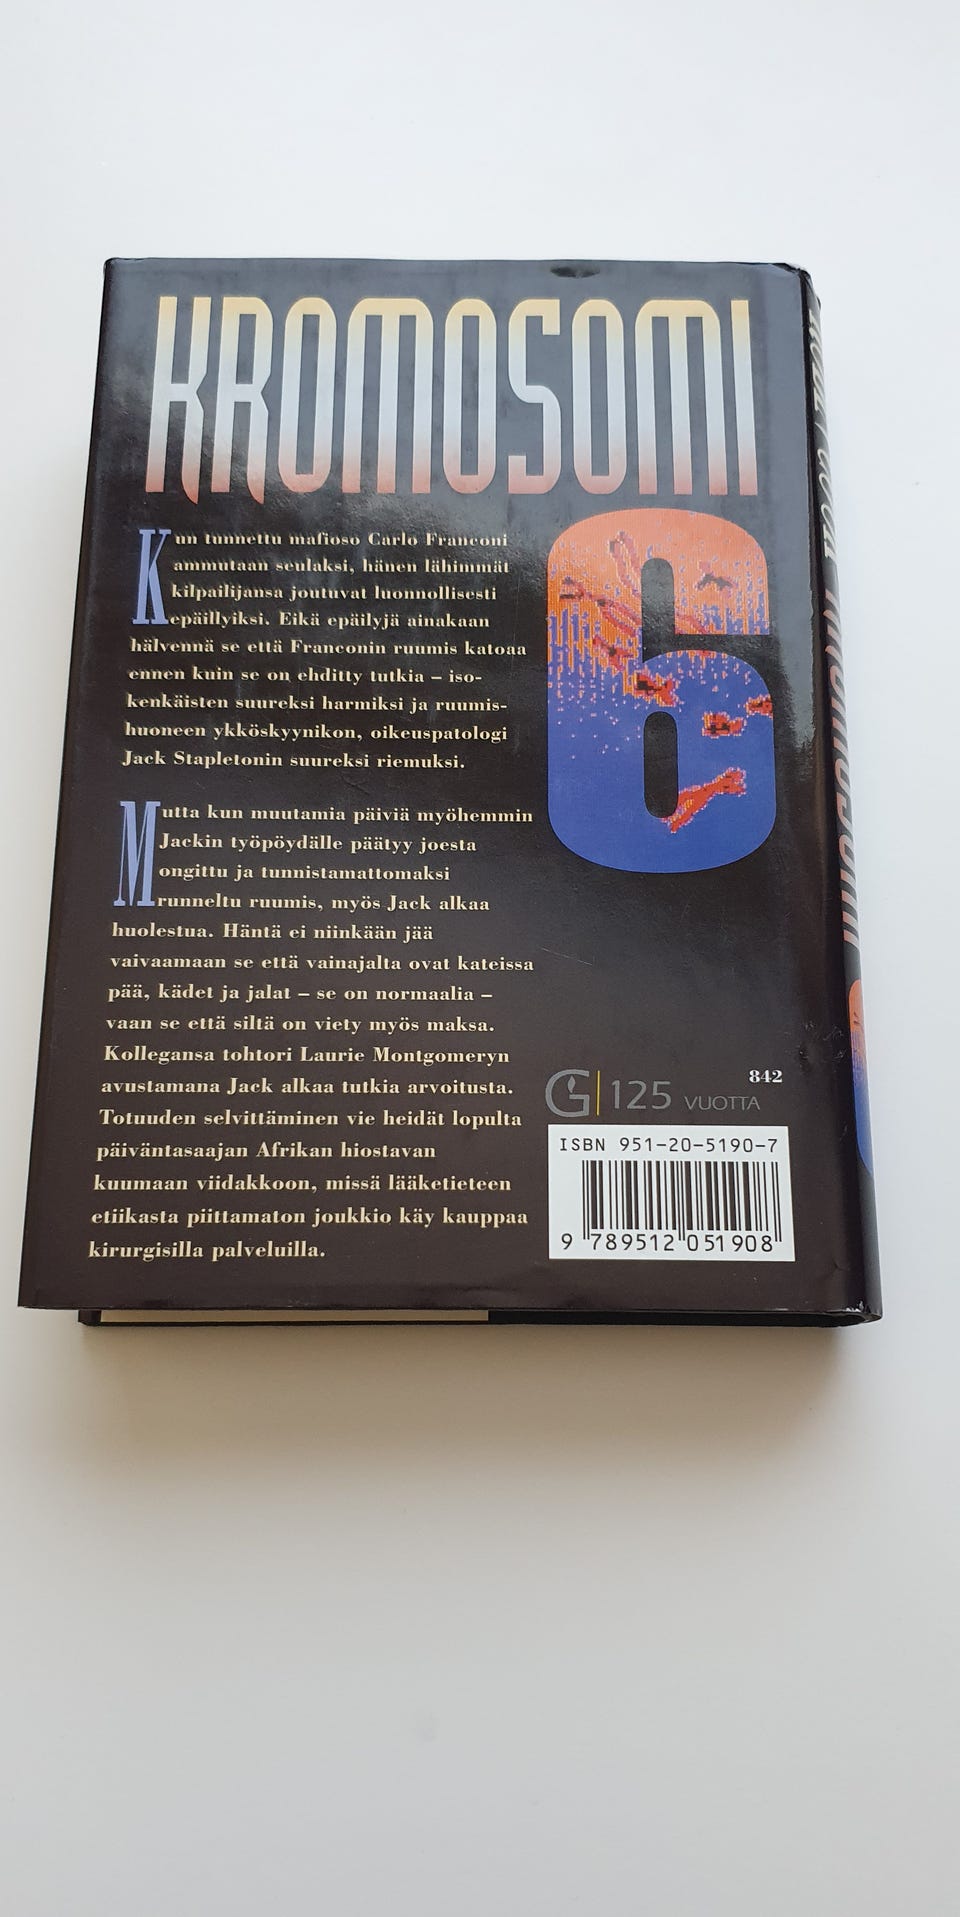 KROMOSOMI
6
Kun tunnettu mafioso Carlo Franconi
ammutaan seulaksi, hänen lähimmät
kilpailijansa joutuvat luonnollisesti
epäillyiksi. Eikä epäilyjä ainakaan
hälvennä se että Franconin ruumis katoaa
ennen kuin se on ehditty tutkia – iso-
kenkäisten suureksi harmiksi ja ruumis-
huoneen ykköskyynikon, oikeuspatologi
Jack Stapletonin suureksi riemuksi.
Mutta kun muutamia päiviä myöhemmin
Jackin työpöydälle päätyy joesta
ongittu ja tunnistamattomaksi
runneltu ruumis, myös Jack alkaa
huolestua. Häntä ei niinkään jää
vaivaamaan se että vainajalta ovat kateissa
pää, kädet ja jalat – se on normaalia –
vaan se että siltä on viety myös maksa.
Kollegansa tohtori Laurie Montgomeryn
avustamana Jack alkaa tutkia arvoitusta.
Totuuden selvittäminen vie heidät lopulta
päiväntasaajan Afrikan hiostavan
kuumaan viidakkoon, missä lääketieteen
etiikasta piittamaton joukkio käy kauppaa
kirurgisilla palveluilla.
842
G 125 VUOTTA
ISBN 951-20-5190-7
9 789512 051908